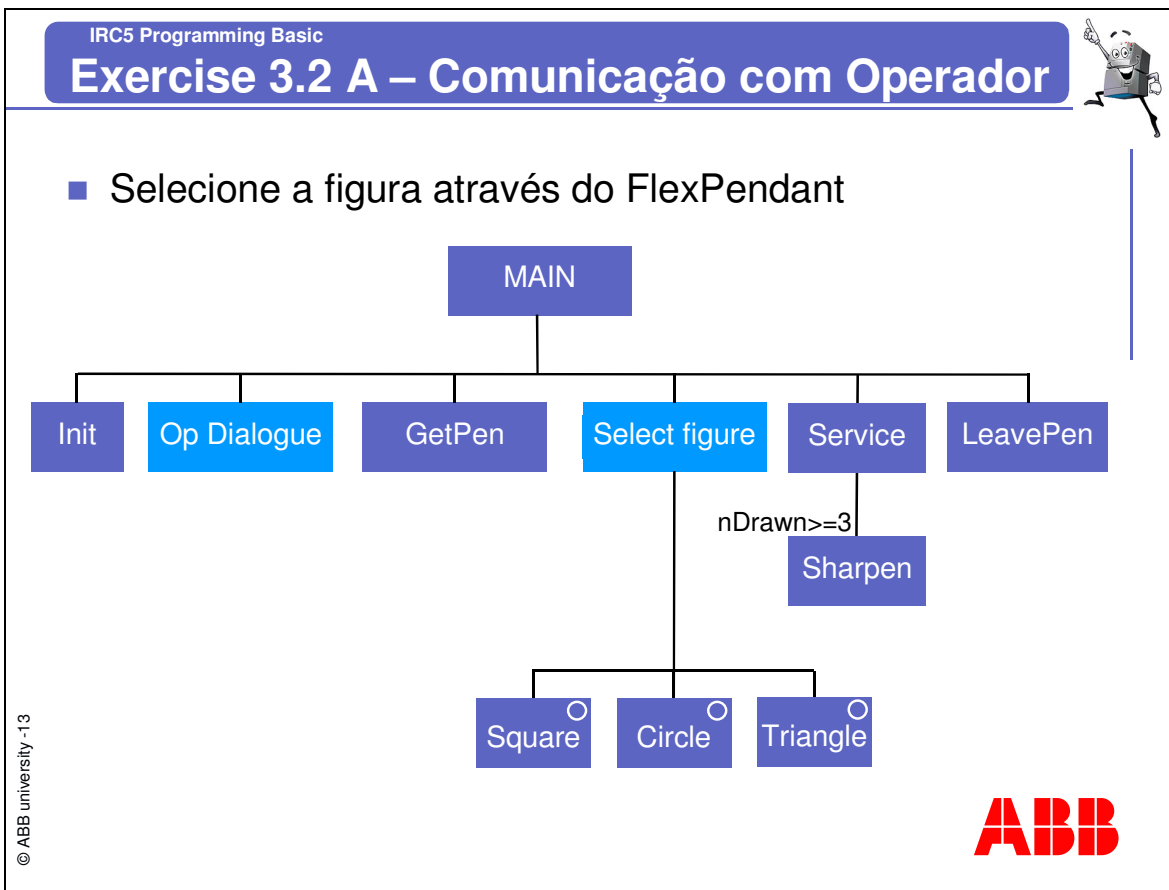 IRC5 Programming Basic
Exercise 3.2 A – Comunicação com Operador
Selecione a figura através do FlexPendant
MAIN
Init
Op Dialogue
GetPen
Select figure
Service
LeavePen
nDrawn>=3
Sharpen
Square
Circle
Triangle
© ABB university -13
ABB